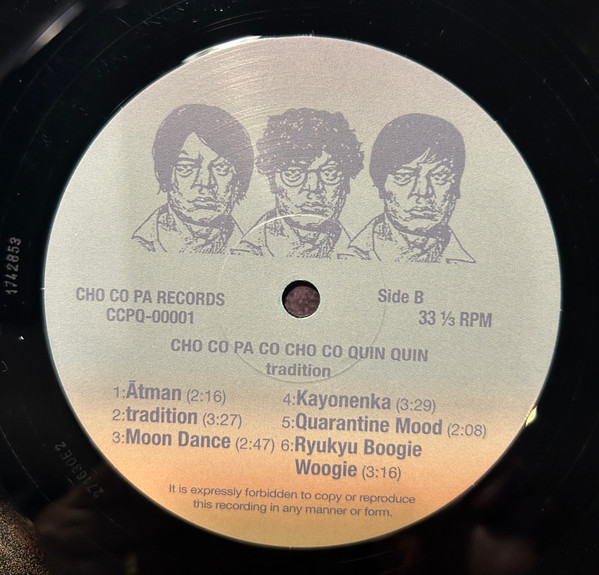 CHO CO PA RECORDS
CCPQ-00001
Side B
33 ⅓ RPM
CHO CO PA CO CHO CO QUIN QUIN
tradition
1:Ātman (2:16)
2:tradition (3:27)
3:Moon Dance (2:47)
4:Kayonenka (3:29)
5:Quarantine Mood (2:08)
6:Ryukyu Boogie
Woogie (3:16)
It is expressly forbidden to copy or reproduce
this recording in any manner or form.
1742853